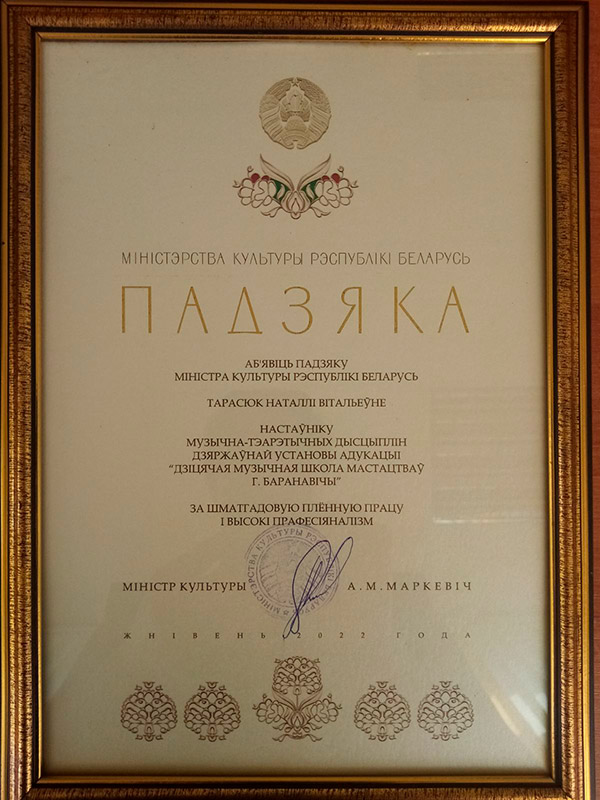 МІНІСТЭРСТВА КУЛЬТУРЫ РЭСПУБЛІКІ БЕЛАРУСЬ
ПАДЗЯКА
АБ'ЯВІЦЬ ПАДЗЯКУ
МІНІСТРА КУЛЬТУРЫ РЭСПУБЛІКІ БЕЛАРУСЬ
ТАРАСЮК НАТАЛЛІ ВІТАЛЬЕЎНЕ
НАСТАЎНІКУ
МУЗЫЧНА-ТЭАРЭТЫЧНЫХ ДЫСЦЫПЛІН
ДЗЯРЖАЎНАЙ УСТАНОВЫ АДУКАЦЫІ
"ДЗІЦЯЧАЯ МУЗЫЧНАЯ ШКОЛА МАСТАЦТВАЎ
Г. БАРАНАВІЧЫ"
ЗА ШМАТГАДОВУЮ ПЛЁННУЮ ПРАЦУ
І ВЫСОКІ ПРАФЕСІЯНАЛІЗМ
МІНІСТР КУЛЬТУРЫ А.М.МАРКЕВІЧ
МІНІСТЭРСТВА КУЛЬТУРЫ
ЖНІВЕНЬ 2022 ГОДА